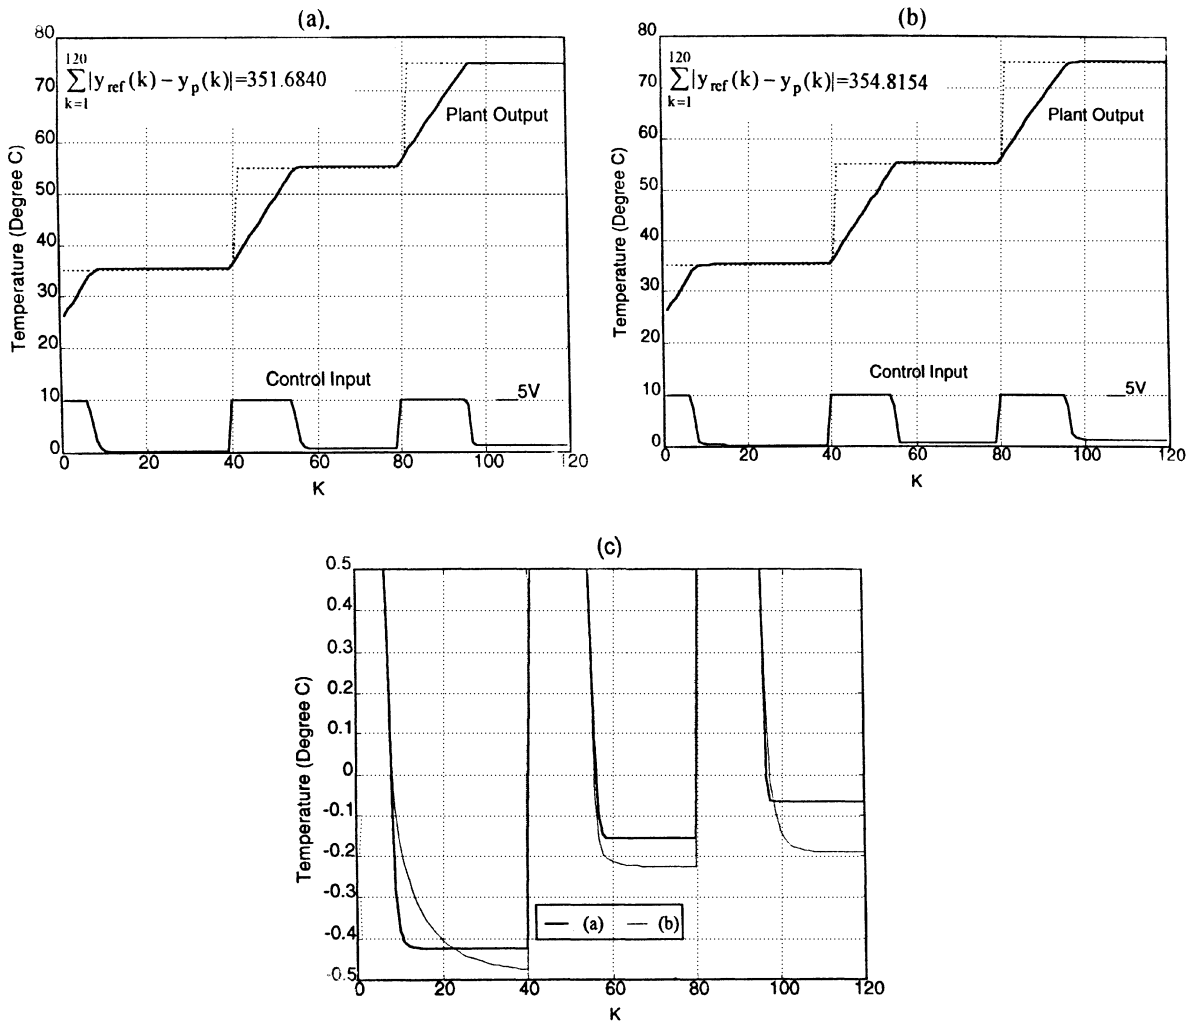 (a).
80
70
60
50
40
30
20
10
0
Temperature (Degree C)
120
∑|y_ref(k) − y_p(k)|=351.6840
k=1
Plant Output
Control Input
5V
0 20 40 60 80 100 120
K
(b)
80
70
60
50
40
30
20
10
0
Temperature (Degree C)
120
∑|y_ref(k) − y_p(k)|=354.8154
k=1
Plant Output
Control Input
5V
0 20 40 60 80 100 120
K
(c)
0.5
0.4
0.3
0.2
0.1
0
-0.1
-0.2
-0.3
-0.4
-0.5
Temperature (Degree C)
(a) (b)
0 20 40 60 80 100 120
K